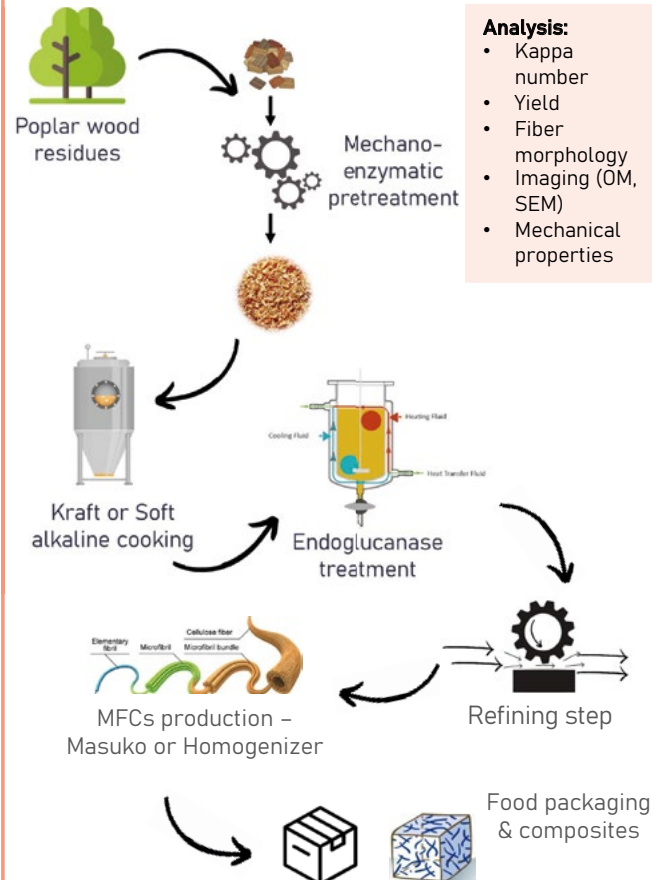 Poplar wood
residues
Mechano-
enzymatic
pretreatment
Analysis:
• Kappa
number
• Yield
• Fiber
morphology
• Imaging (OM,
SEM)
• Mechanical
properties
Kraft or Soft
alkaline cooking
Cooling Fluid
Heating Fluid
Heat Transfer Fluid
Endoglucanase
treatment
Refining step
Elementary
fibril
Microfibril
Microfibril bundle
Cellulose fiber
MFCs production –
Masuko or Homogenizer
Food packaging
& composites